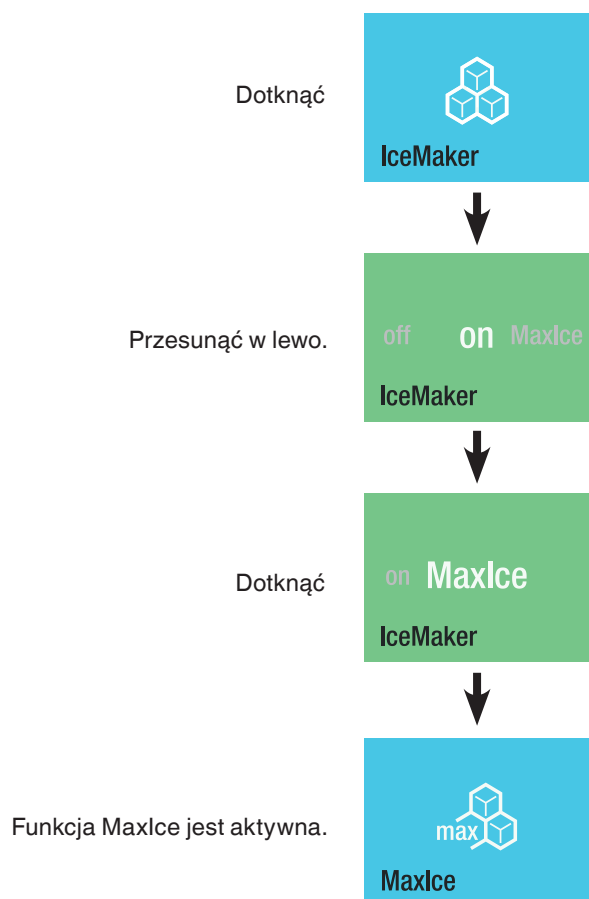 Dotknąć
IceMaker
Przesunąć w lewo.
off on MaxIce
IceMaker
Dotknąć
on MaxIce
IceMaker
Funkcja MaxIce jest aktywna.
max
MaxIce